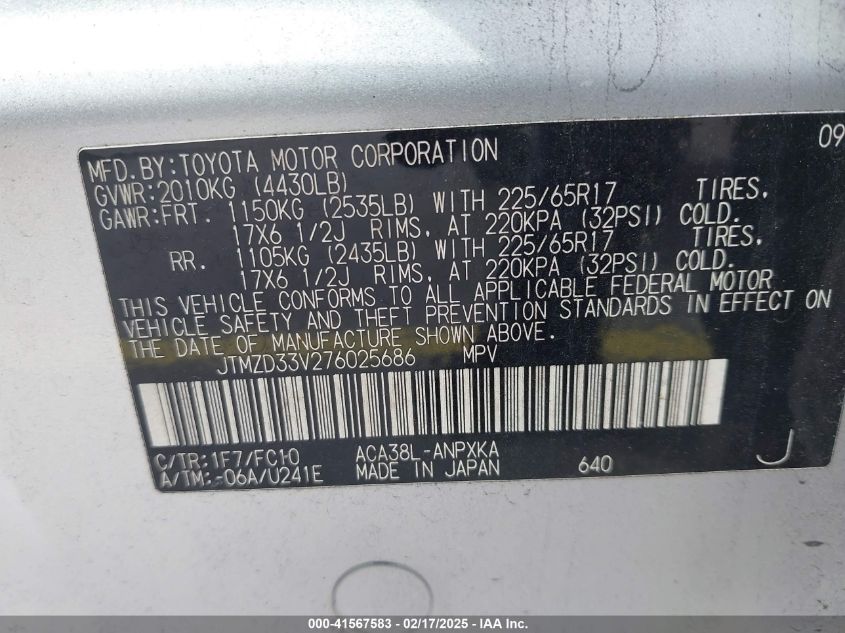 09
MFD.BY:TOYOTA MOTOR CORPORATION
GVWR:2010KG (4430LB)
GAWR:FRT. 1150KG (2535LB) WITH 225/65R17 TIRES,
17X6 1/2J RIMS, AT 220KPA (32PSI) COLD.
RR. 1105KG (2435LB) WITH 225/65R17 TIRES,
17X6 1/2J RIMS, AT 220KPA (32PSI) COLD.
THIS VEHICLE CONFORMS TO ALL APPLICABLE FEDERAL MOTOR
VEHICLE SAFETY AND THEFT PREVENTION STANDARDS IN EFFECT ON
THE DATE OF MANUFACTURE SHOWN ABOVE.
JTMZD33V276025686 MPV
C/TR:1F7/FC10 ACA38L-ANPXKA
A/TM:-06A/U241E MADE IN JAPAN 640 J
000-41567583 - 02/17/2025 - IAA Inc.